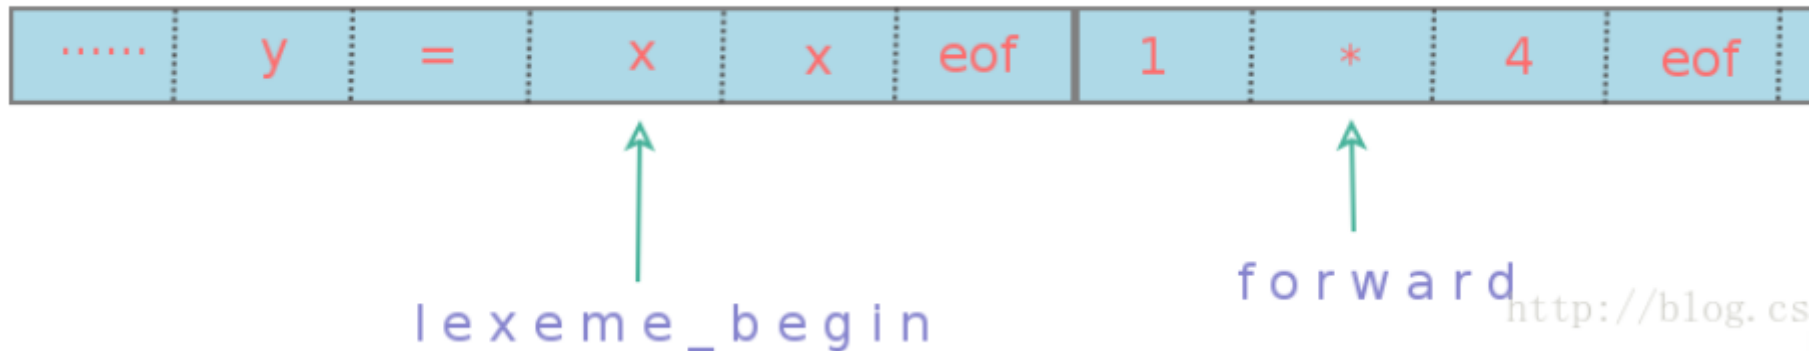 ...... y = x x eof 1 * 4 eof
lexeme_begin
forward
http://blog.cs